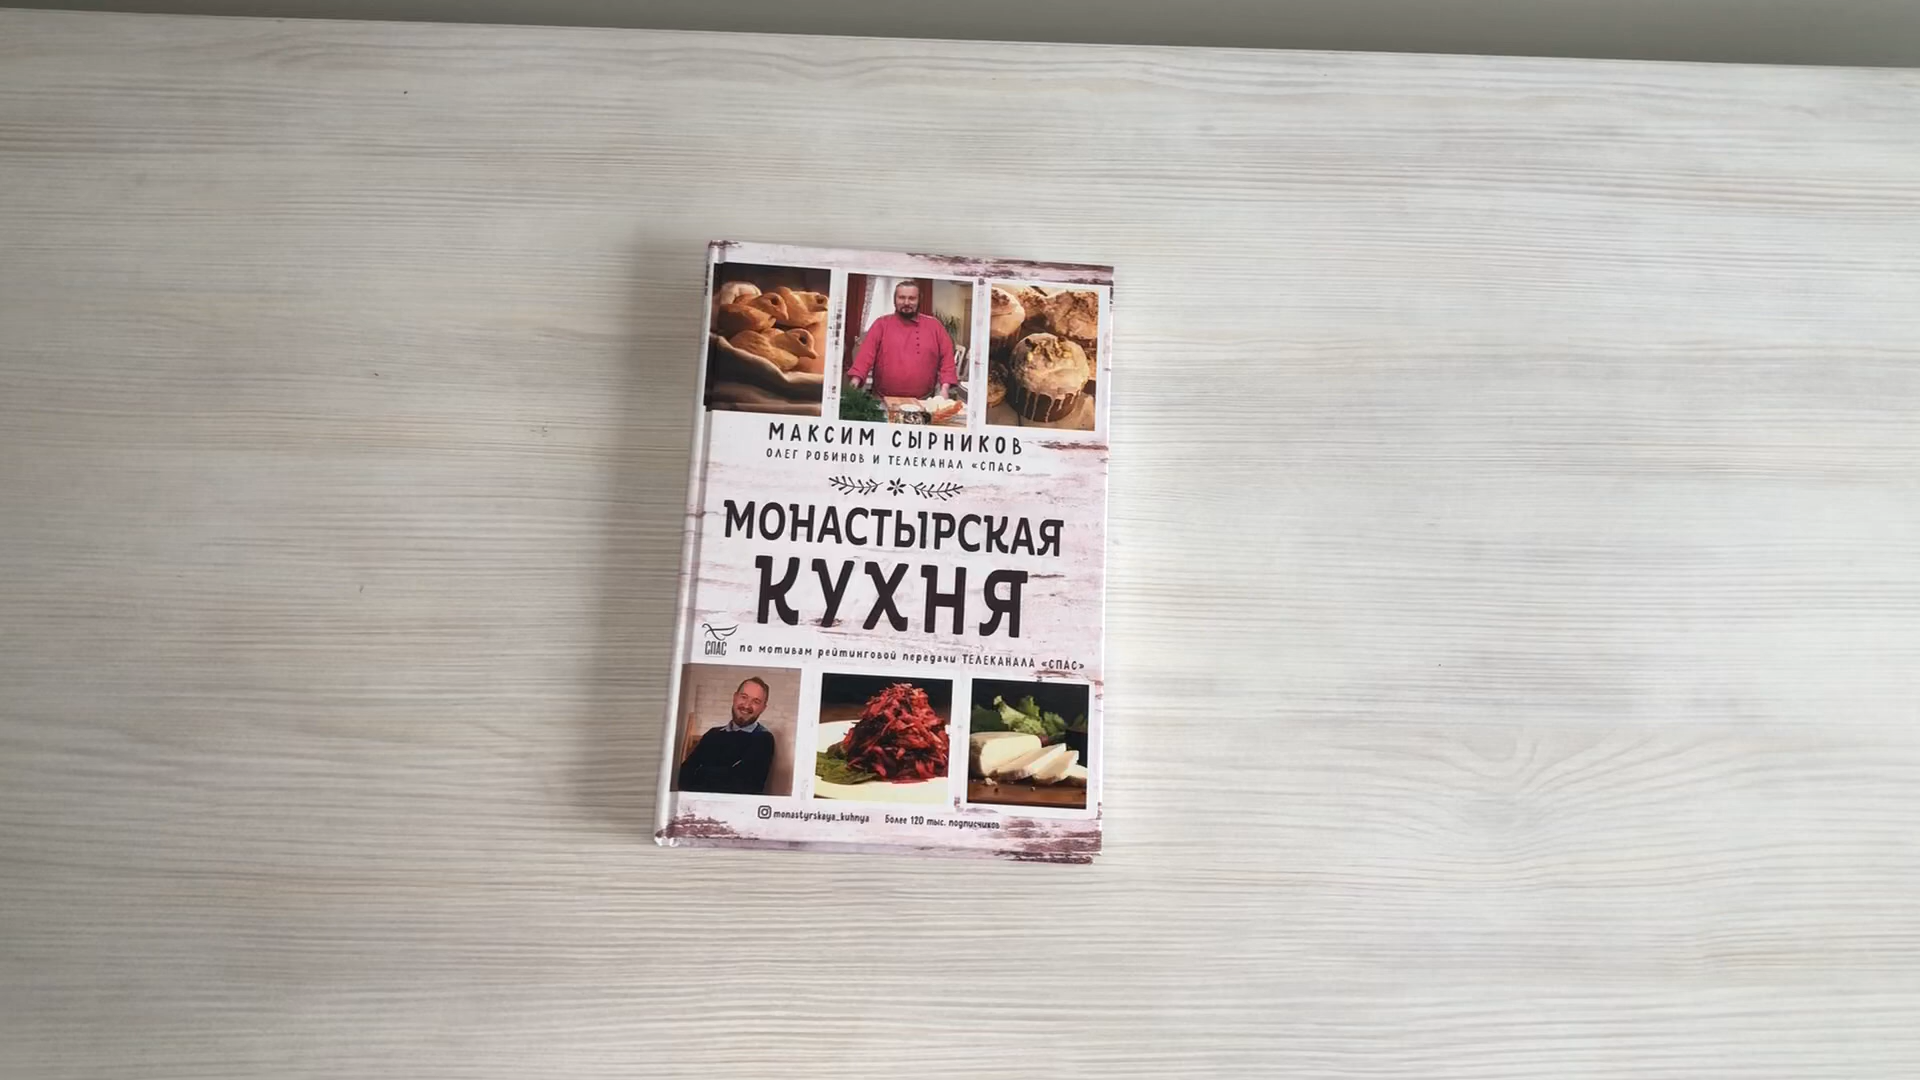 МАКСИМ СЫРНИКОВ
ОЛЕГ РОБИНОВ И ТЕЛЕКАНАЛ «СПАС»
МОНАСТЫРСКАЯ
КУХНЯ
СПАС
по мотивам рейтинговой передачи ТЕЛЕКАНАЛА «СПАС»
monastyrskaya_kuhnya Более 120 тыс. подписчиков